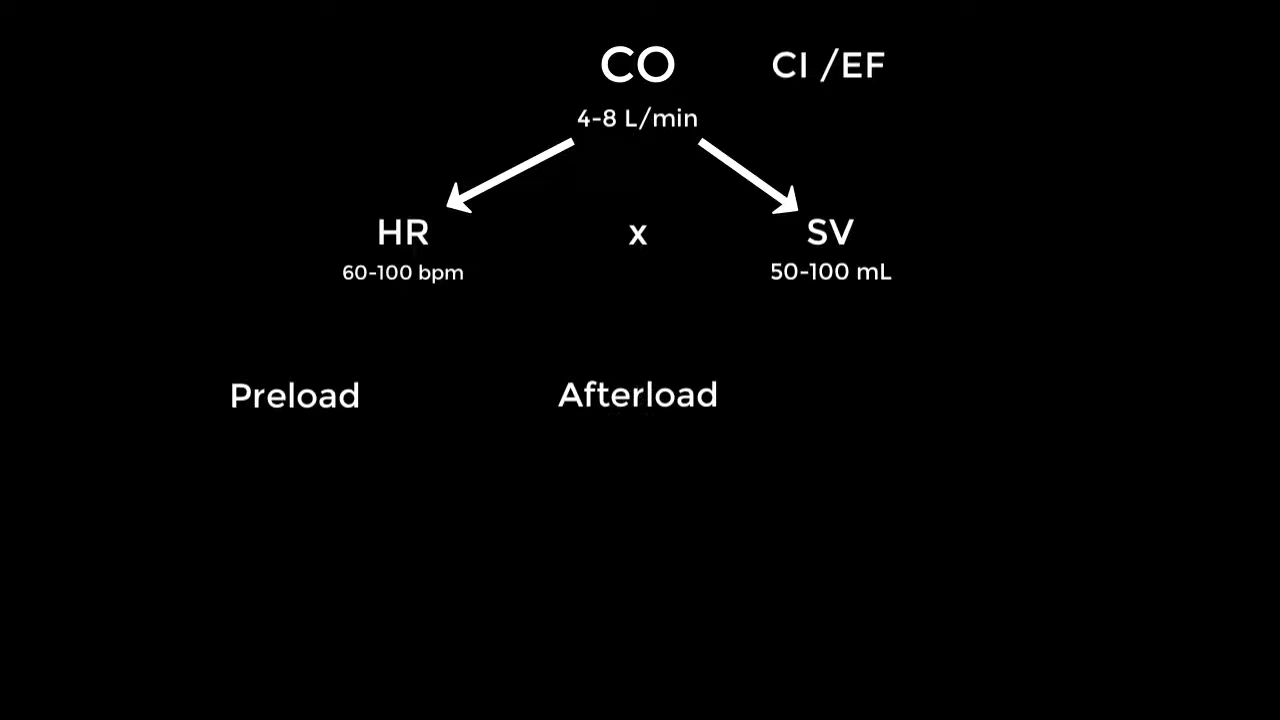 CO CI /EF
4-8 L/min
HR x SV
60-100 bpm 50-100 mL
Preload Afterload